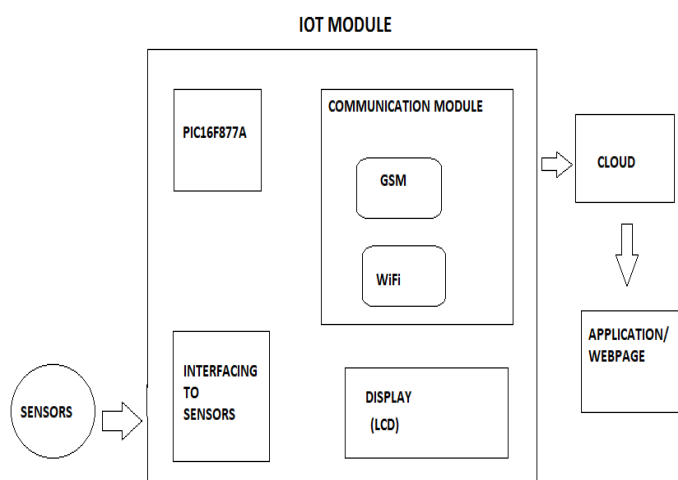 IOT MODULE
PIC16F877A
COMMUNICATION MODULE
GSM
WiFi
CLOUD
APPLICATION/
WEBPAGE
SENSORS
INTERFACING
TO
SENSORS
DISPLAY
(LCD)